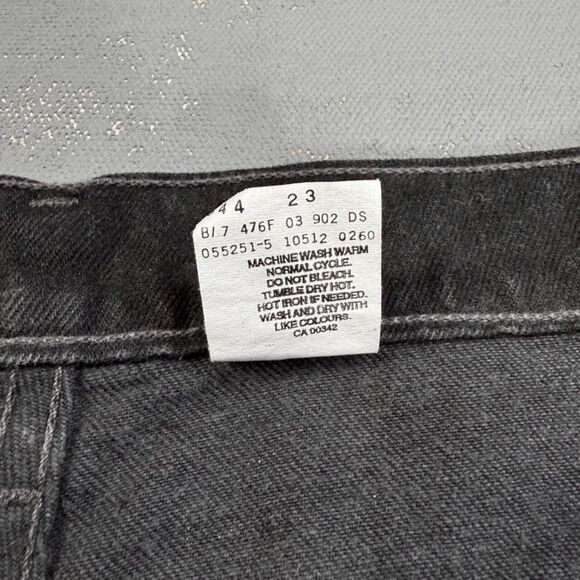 44 23
B/.7 476F 03 902 DS
055251-5 10512 0260
MACHINE WASH WARM
NORMAL CYCLE.
DO NOT BLEACH.
TUMBLE DRY HOT.
HOT IRON IF NEEDED.
WASH AND DRY WITH
LIKE COLOURS.
CA 00342